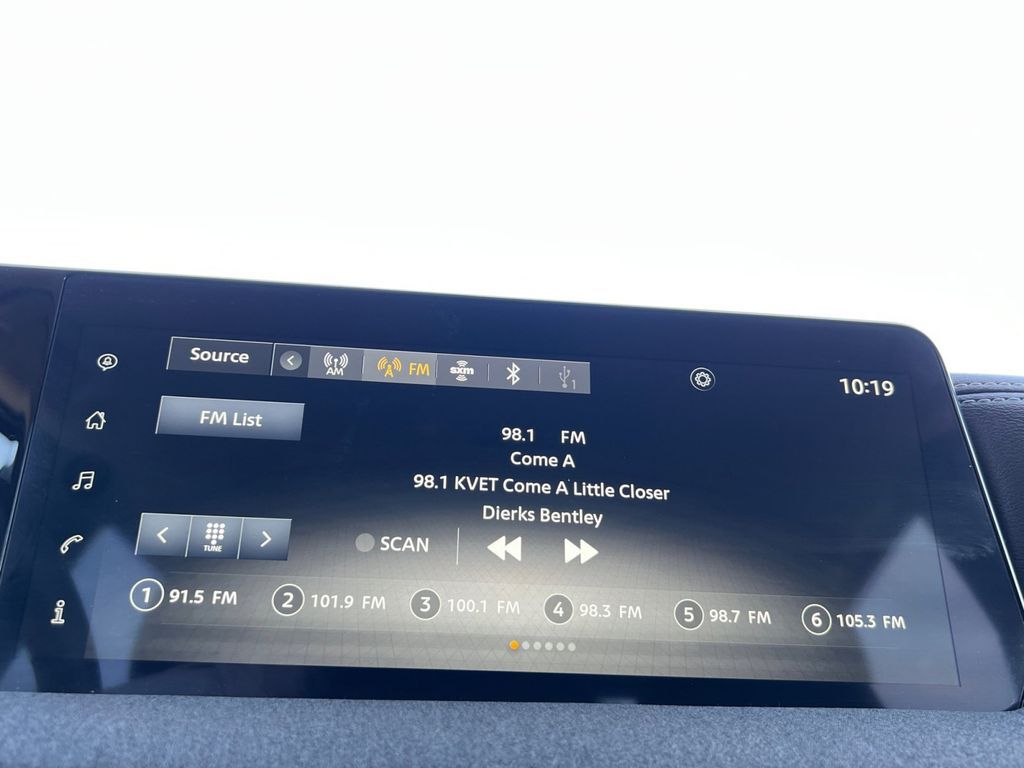 Source
AM
FM
sxm
1
10:19
FM List
98.1 FM
Come A
98.1 KVET Come A Little Closer
Dierks Bentley
TUNE
SCAN
1 91.5 FM
2 101.9 FM
3 100.1 FM
4 98.3 FM
5 98.7 FM
6 105.3 FM